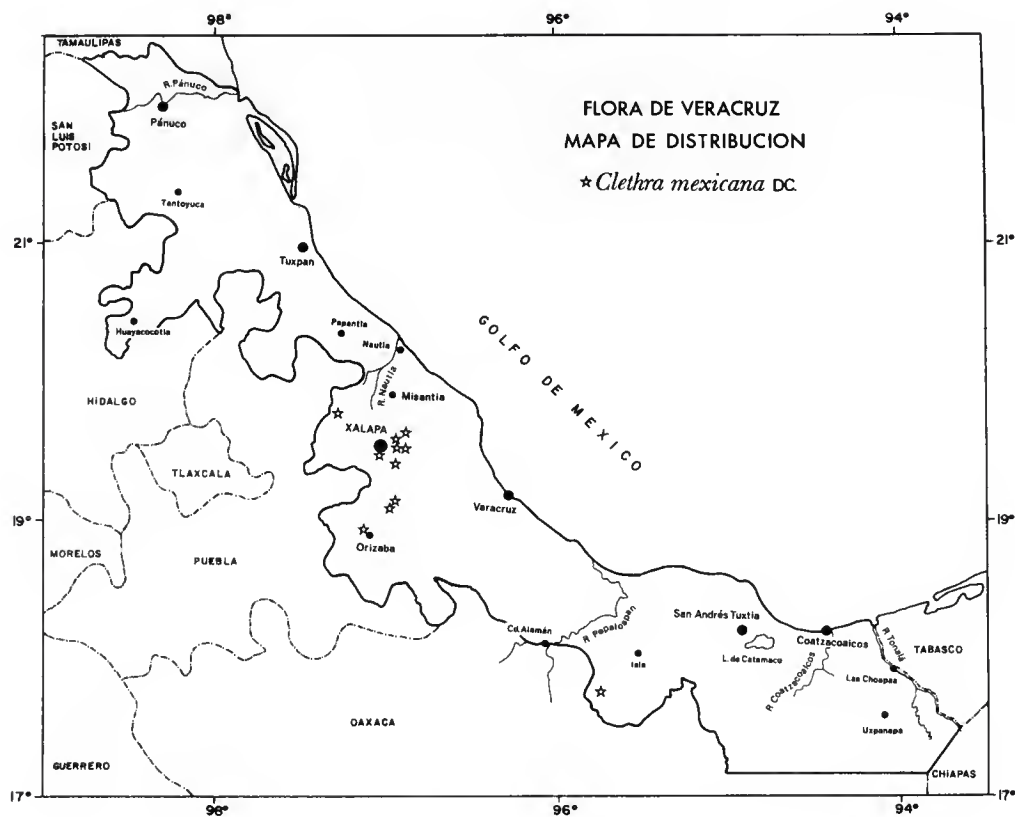 98°
96°
94°
TAMAULIPAS
R. Pánuco
Pánuco
SAN
LUIS
POTOSÍ
FLORA DE VERACRUZ
MAPA DE DISTRIBUCION
☆ Clethra mexicana DC.
Tantoyuca
21°
21°
Tuxpan
GOLFO DE MEXICO
Huayacocotla
Papantla
Nautla
R. Nautla
Misantla
HIDALGO
XALAPA
TLAXCALA
Veracruz
19°
19°
Orizaba
MORELOS
PUEBLA
San Andrés Tuxtla
Cd. Alemán
R. Papaloapan
Coatzacoalcos
R. Tonalá
TABASCO
Isla
L. de Catemaco
R. Coatzacoalcos
Las Choapas
OAXACA
Uxpanapa
GUERRERO
CHIAPAS
17°
17°
98°
96°
94°